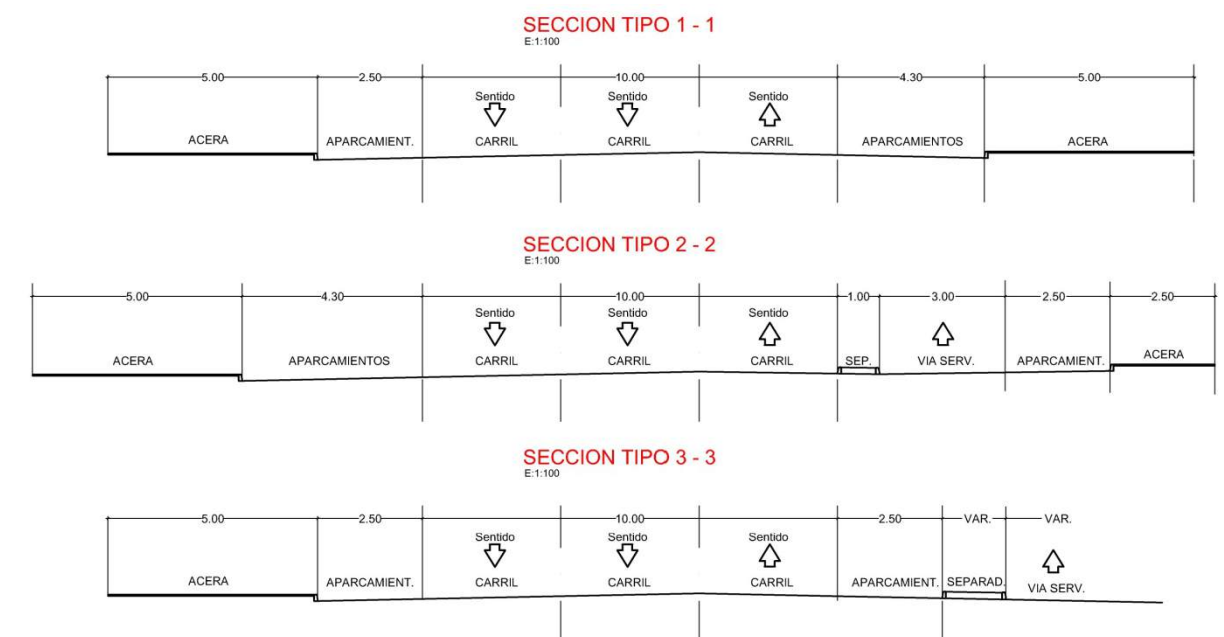 SECCION TIPO 1 - 1
E:1:100
5.00 2.50 10.00 4.30 5.00
Sentido Sentido Sentido
ACERA APARCAMIENT. CARRIL CARRIL CARRIL APARCAMIENTOS ACERA
SECCION TIPO 2 - 2
E:1:100
5.00 4.30 10.00 1.00 3.00 2.50 2.50
Sentido Sentido Sentido
ACERA APARCAMIENTOS CARRIL CARRIL CARRIL SEP. VIA SERV. APARCAMIENT. ACERA
SECCION TIPO 3 - 3
E:1:100
5.00 2.50 10.00 2.50 VAR. VAR.
Sentido Sentido Sentido
ACERA APARCAMIENT. CARRIL CARRIL CARRIL APARCAMIENT. SEPARAD. VIA SERV.